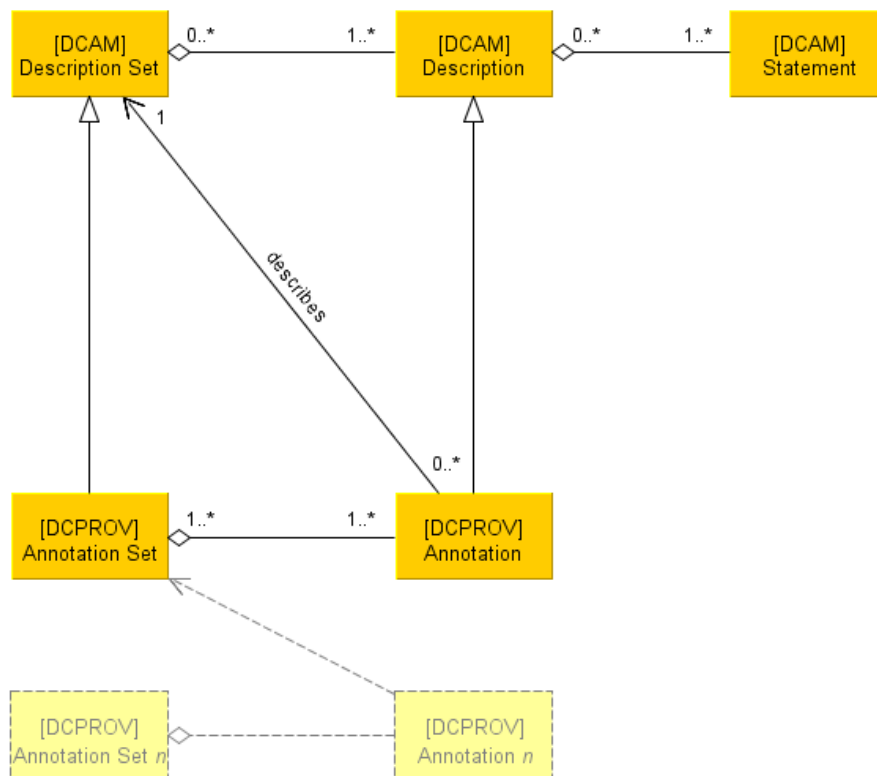 [DCAM]
Description Set
0..*
1..*
[DCAM]
Description
0..*
1..*
[DCAM]
Statement
1
describes
0..*
[DCPROV]
Annotation Set
1..*
1..*
[DCPROV]
Annotation
[DCPROV]
Annotation Set n
[DCPROV]
Annotation n